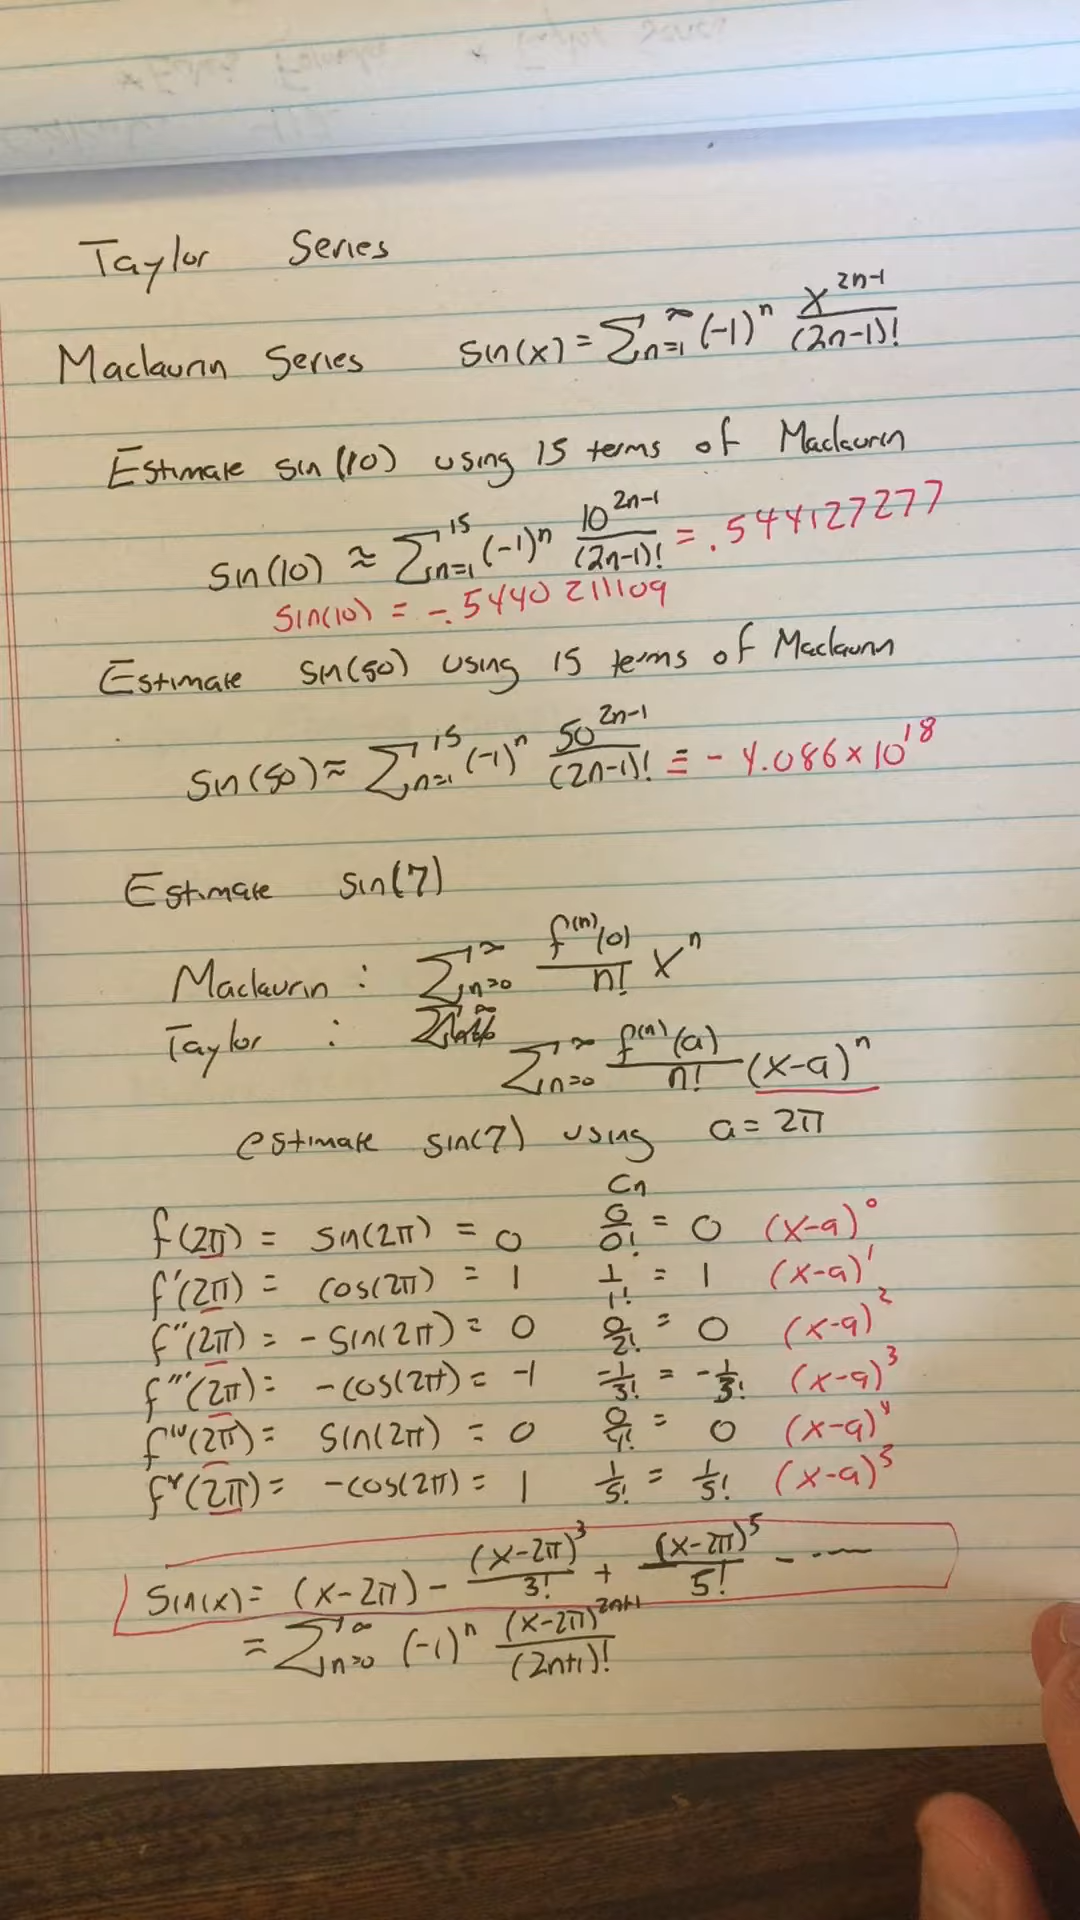 Taylor Series
Maclaurin Series sin(x) = ∑_{n=1}^{∞} (-1)^n x^{2n-1}/(2n-1)!
Estimate sin(10) using 15 terms of Maclaurin
sin(10) ≈ ∑_{n=1}^{15} (-1)^n 10^{2n-1}/(2n-1)! = .544127277
sin(10) = -.5440211109
Estimate sin(50) using 15 terms of Maclaurin
sin(50) ≈ ∑_{n=1}^{15} (-1)^n 50^{2n-1}/(2n-1)! = -4.086×10^{18}
Estimate sin(7)
Maclaurin : ∑_{n=0}^{∞} f^{(n)}(0)/n! x^n
Taylor : ∑_{n=0}^{∞} f^{(n)}(a)/n! (x-a)^n
estimate sin(7) using a = 2π
Cn
f(2π) = sin(2π) = 0 0/0! = 0 (x-a)^0
f'(2π) = cos(2π) = 1 1/1! = 1 (x-a)^1
f''(2π) = -sin(2π) = 0 0/2! = 0 (x-a)^2
f'''(2π) = -cos(2π) = -1 -1/3! = -1/3! (x-a)^3
f^{IV}(2π) = sin(2π) = 0 0/4! = 0 (x-a)^4
f^{V}(2π) = -cos(2π) = 1 1/5! = 1/5! (x-a)^5
sin(x) = (x-2π) - (x-2π)^3/3! + (x-2π)^5/5! - ....
= ∑_{n=0}^{∞} (-1)^n (x-2π)^{2n+1}/(2n+1)!